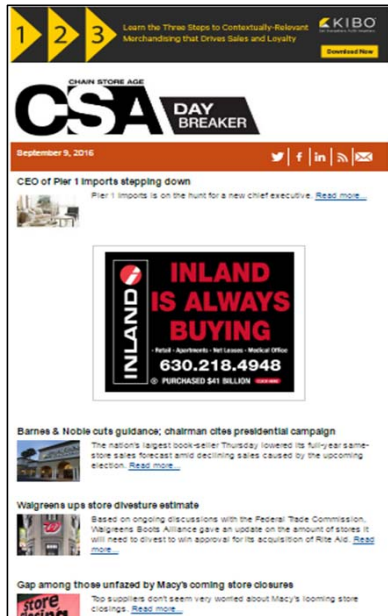 1 2 3
Learn the Three Steps to Contextually-Relevant
Merchandising that Drives Sales and Loyalty
KIBO
Download Now
CHAIN STORE AGE
CSA DAY
BREAKER
September 9, 2016
CEO of Pier 1 Imports stepping down
Pier 1 Imports is on the hunt for a new chief executive. Read more...
INLAND
INLAND
IS ALWAYS
BUYING
- Retail - Apartments - Net Leases - Medical Office
630.218.4948
PURCHASED $41 BILLION
Barnes & Noble cuts guidance; chairman cites presidential campaign
The nation's largest book-seller Thursday lowered its full-year same-
store sales forecast amid declining sales caused by the upcoming
election. Read more...
Walgreens ups store divesture estimate
Based on ongoing discussions with the Federal Trade Commission,
Walgreens Boots Alliance gave an update on the amount of stores it
will need to divest to win approval for its acquisition of Rite Aid. Read
more...
Gap among those unfazed by Macy's coming store closures
store
closings
Top suppliers don't seem very worried about Macy's looming store
closings. Read more...